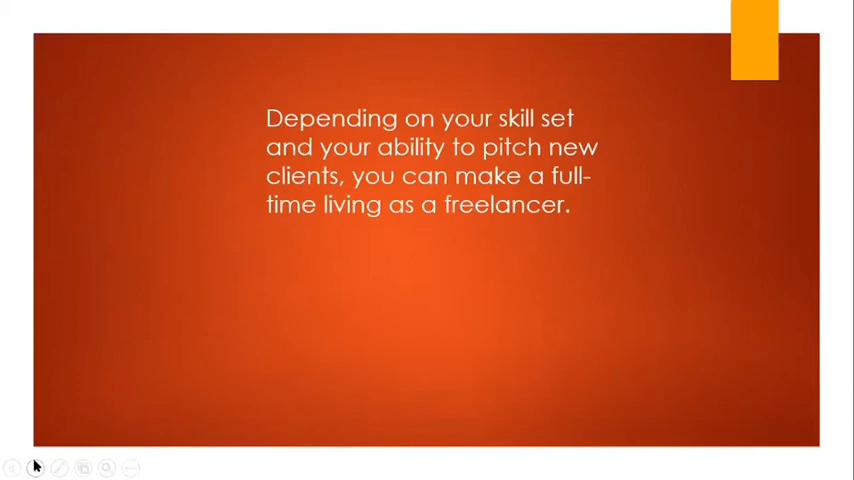 Depending on your skill set
and your ability to pitch new
clients, you can make a full-
time living as a freelancer.